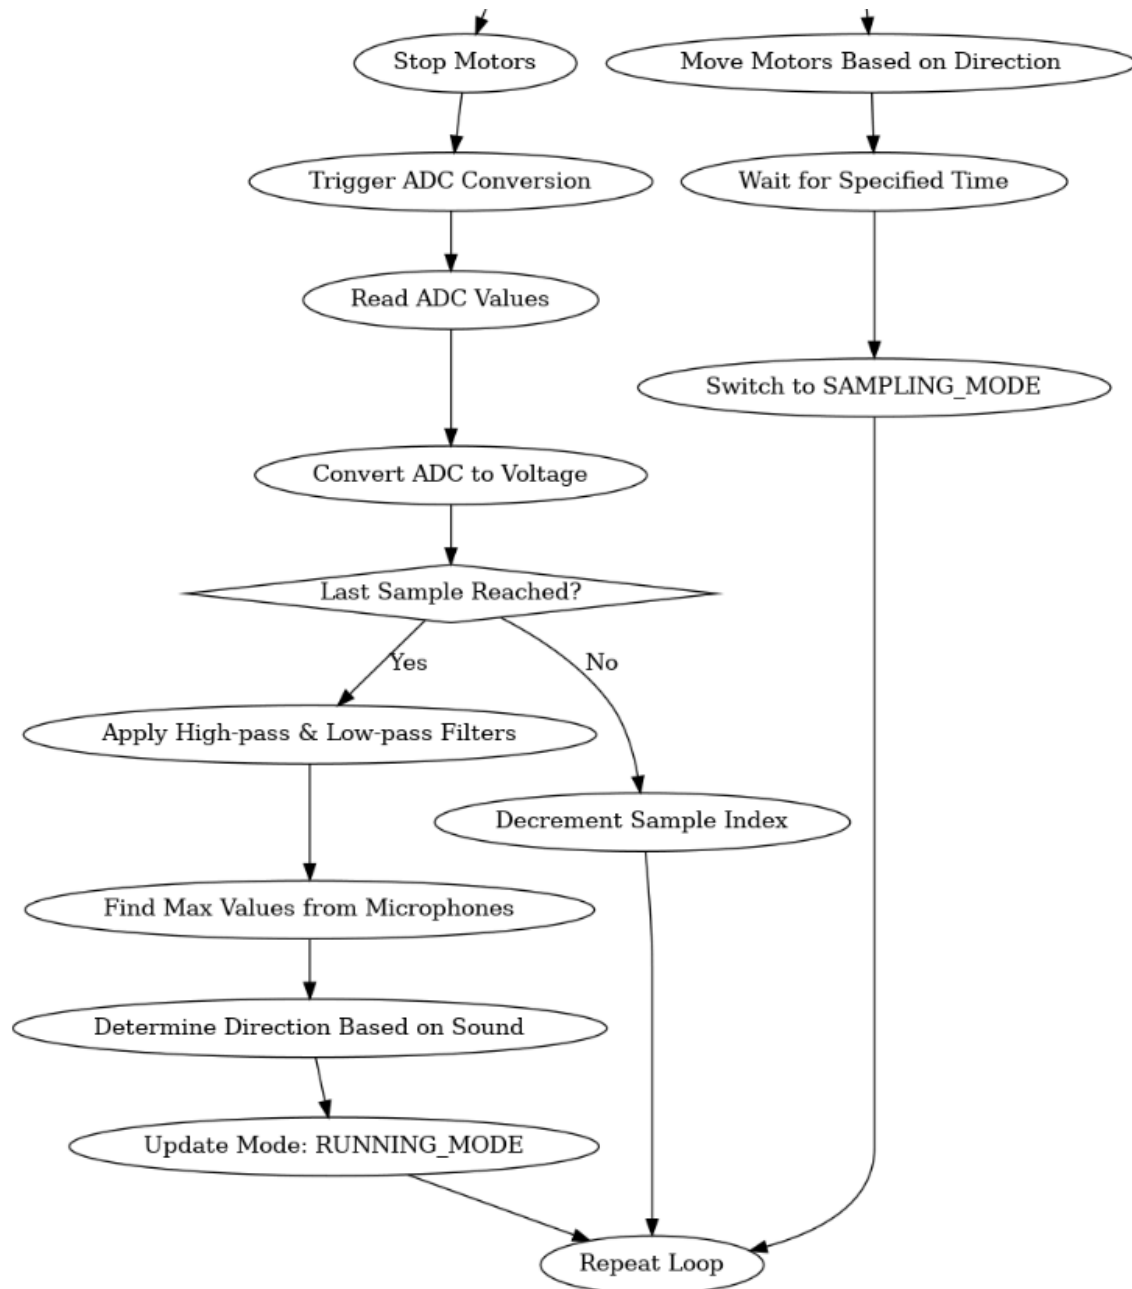 Stop Motors
Move Motors Based on Direction
Trigger ADC Conversion
Wait for Specified Time
Read ADC Values
Switch to SAMPLING_MODE
Convert ADC to Voltage
Last Sample Reached?
Yes
No
Apply High-pass & Low-pass Filters
Decrement Sample Index
Find Max Values from Microphones
Determine Direction Based on Sound
Update Mode: RUNNING_MODE
Repeat Loop